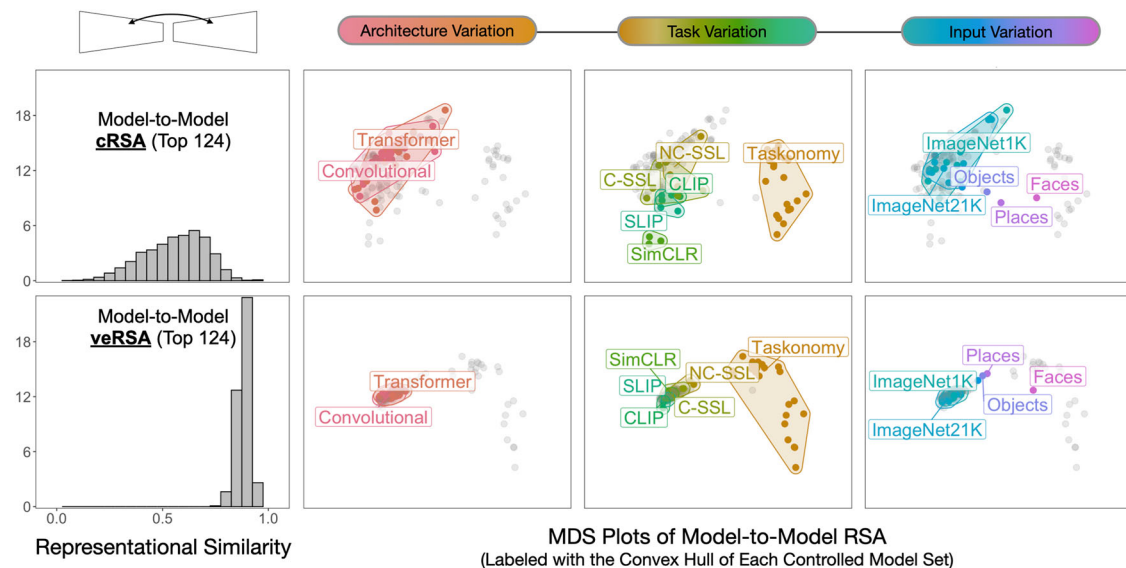 Architecture Variation
Task Variation
Input Variation
Model-to-Model
cRSA (Top 124)
18
12
6
0
Transformer
Convolutional
NC-SSL
Taskonomy
C-SSL
CLIP
SLIP
SimCLR
ImageNet1K
Objects
Faces
ImageNet21K
Places
Model-to-Model
veRSA (Top 124)
18
12
6
0
0.0
0.5
1.0
Representational Similarity
Transformer
Convolutional
SimCLR
Taskonomy
NC-SSL
SLIP
C-SSL
CLIP
Places
ImageNet1K
Faces
Objects
ImageNet21K
MDS Plots of Model-to-Model RSA
(Labeled with the Convex Hull of Each Controlled Model Set)